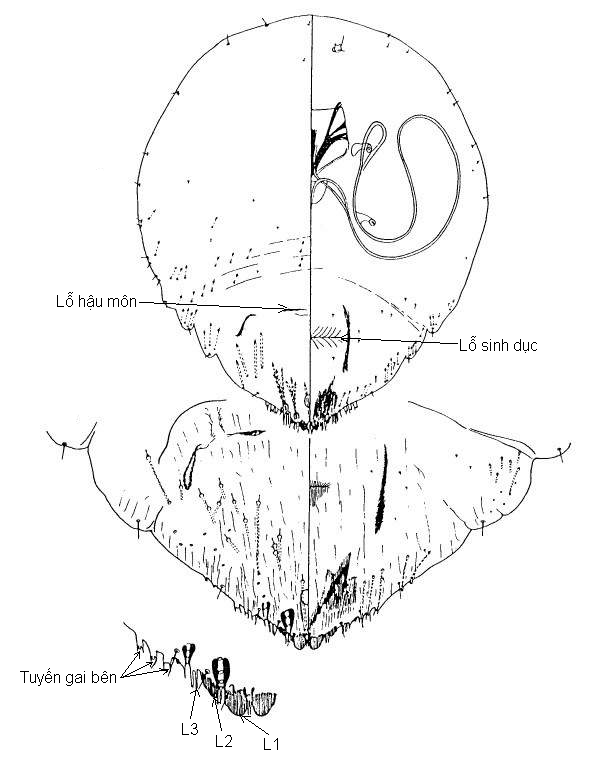 Lỗ hậu môn
Lỗ sinh dục
Tuyến gai bên
L3
L2
L1